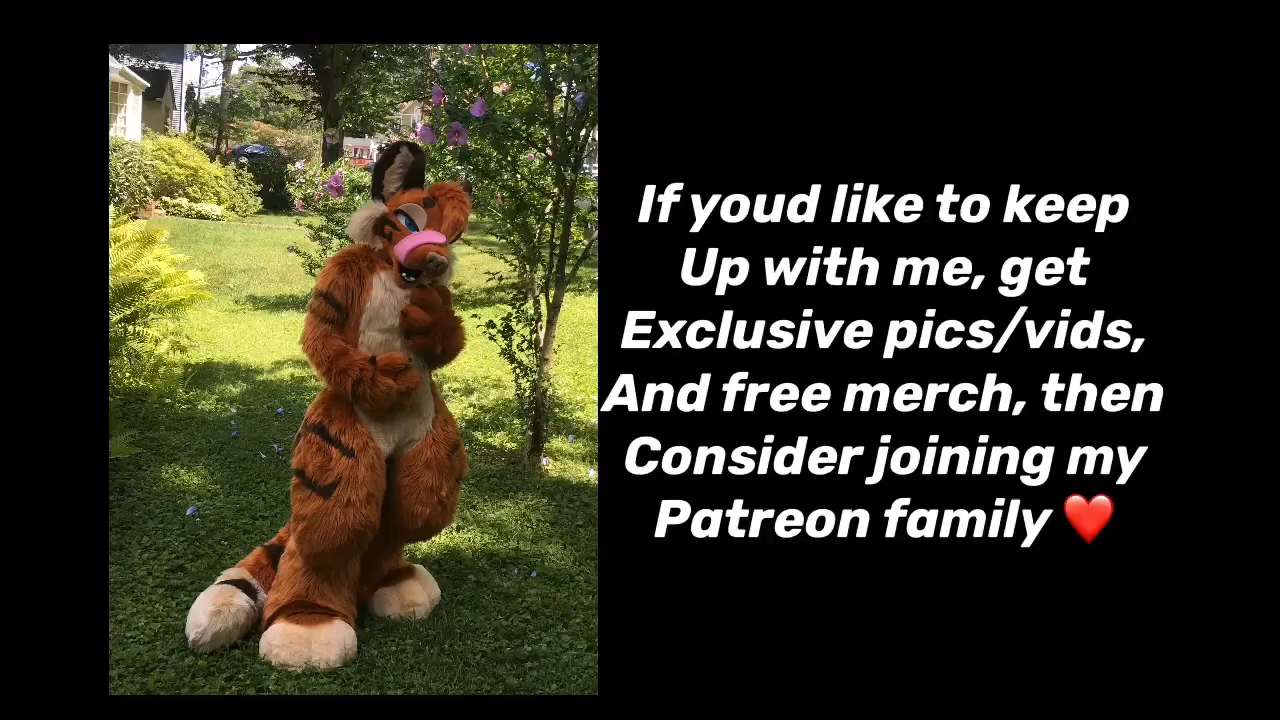 If youd like to keep
Up with me, get
Exclusive pics/vids,
And free merch, then
Consider joining my
Patreon family ❤️